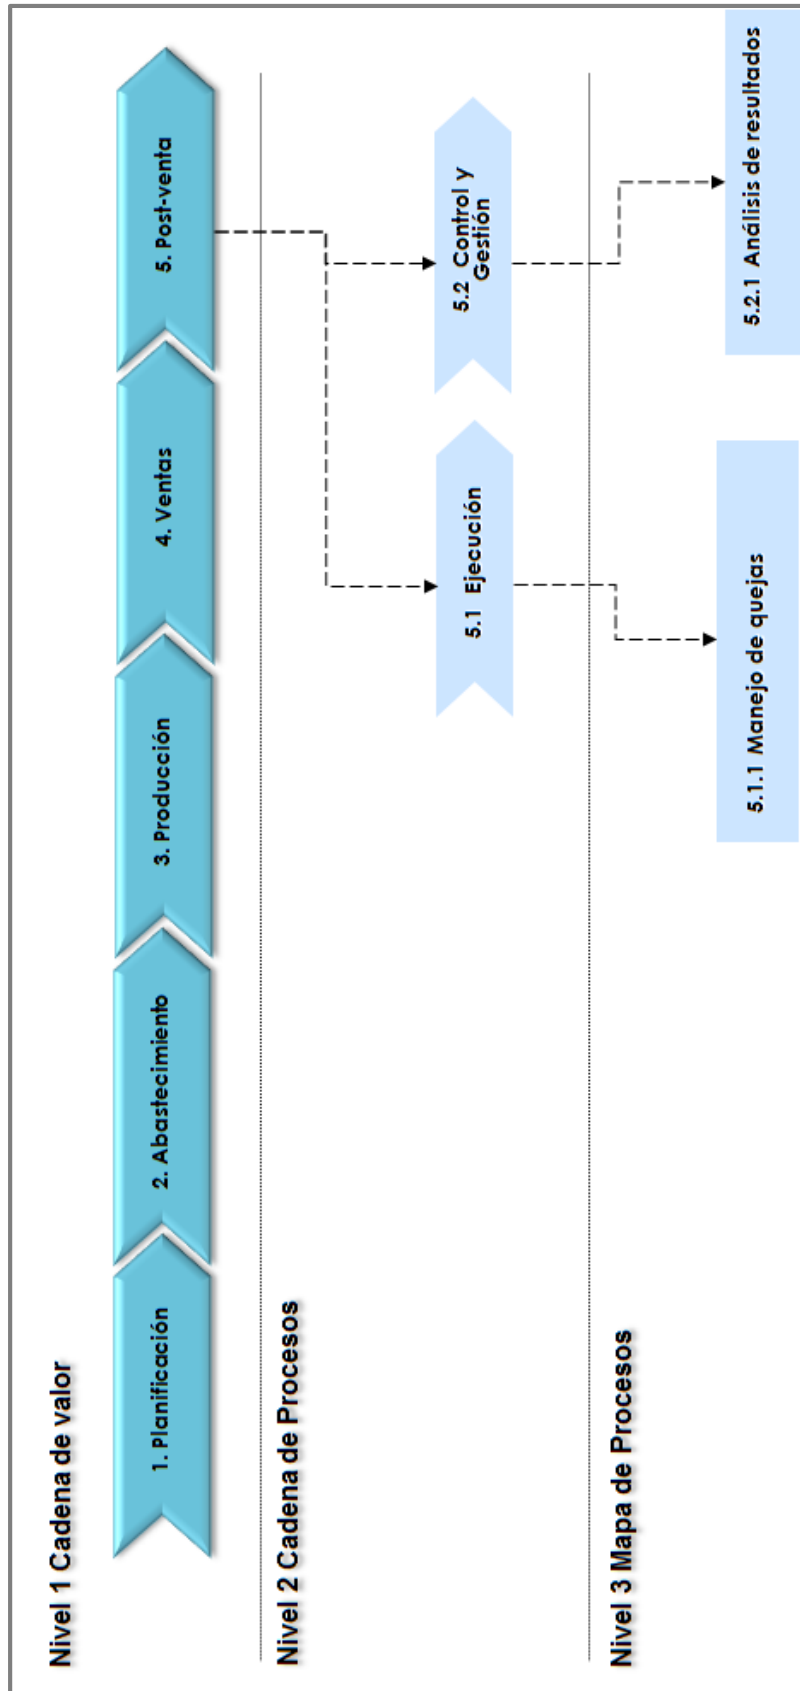 Nivel 1 Cadena de valor
1. Planificación
2. Abastecimiento
3. Producción
4. Ventas
5. Post-venta
Nivel 2 Cadena de Procesos
5.1 Ejecución
5.2 Control y
Gestión
Nivel 3 Mapa de Procesos
5.1.1 Manejo de quejas
5.2.1 Análisis de resultados